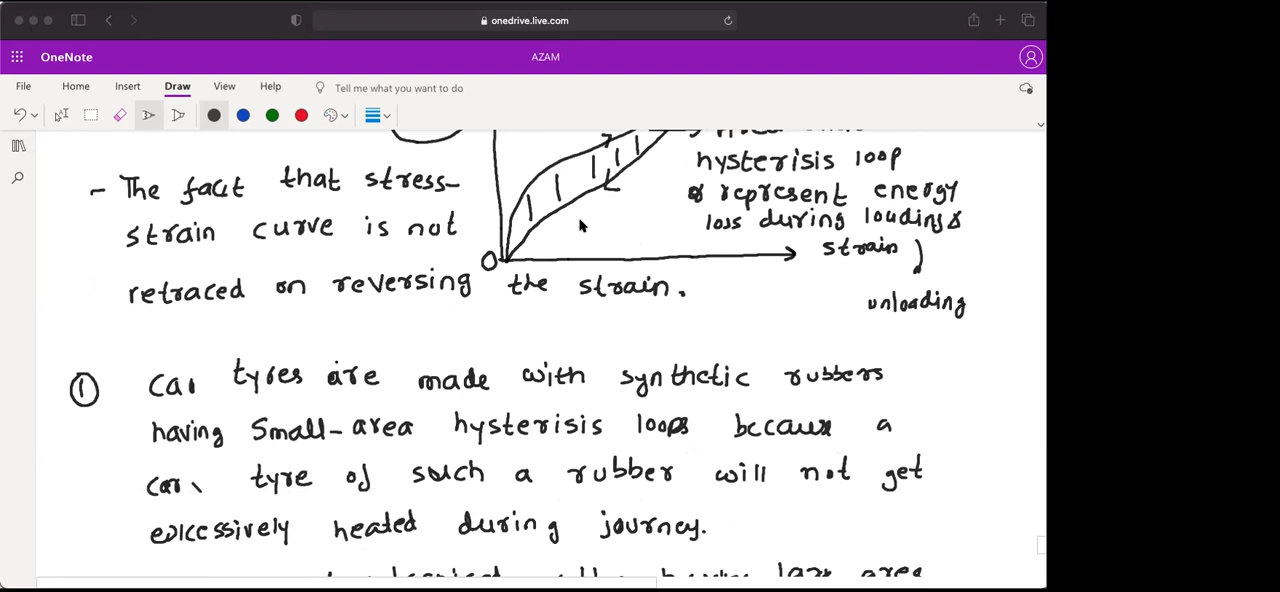 onedrive.live.com
OneNote
AZAM
File Home Insert Draw View Help Tell me what you want to do
hysterisis loop
represent energy
loss during loading &
unloading
strain
O
- The fact that stress-
strain curve is not
retraced on reversing the strain.
① Car tyres are made with synthetic rubbers
having Small-area hysterisis loops because a
car tyre of such a rubber will not get
excessively heated during journey.
area